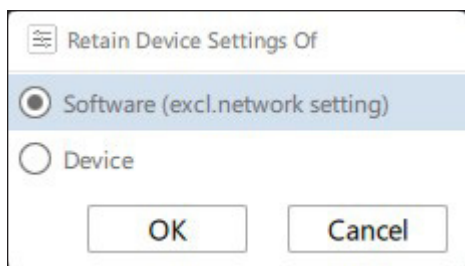 Retain Device Settings Of
Software (excl.network setting)
Device
OK Cancel